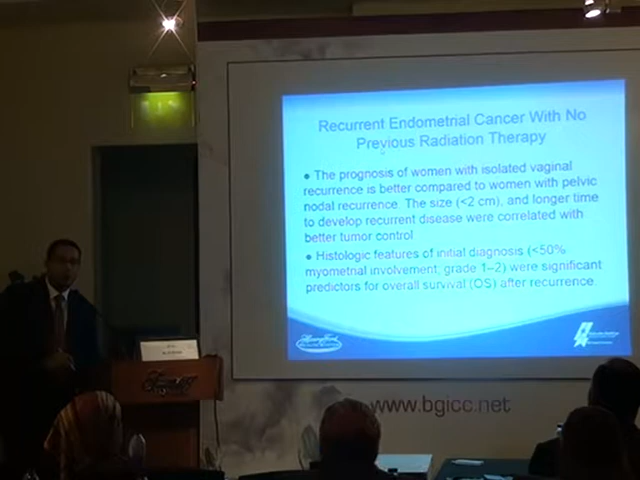 Recurrent Endometrial Cancer With No
Previous Radiation Therapy
● The prognosis of women with isolated vaginal
recurrence is better compared to women with pelvic
nodal recurrence. The size (<2 cm), and longer time
to develop recurrent disease were correlated with
better tumor control
● Histologic features of initial diagnosis (<50%
myometrial involvement; grade 1–2) were significant
predictors for overall survival (OS) after recurrence.
www.bgicc.net